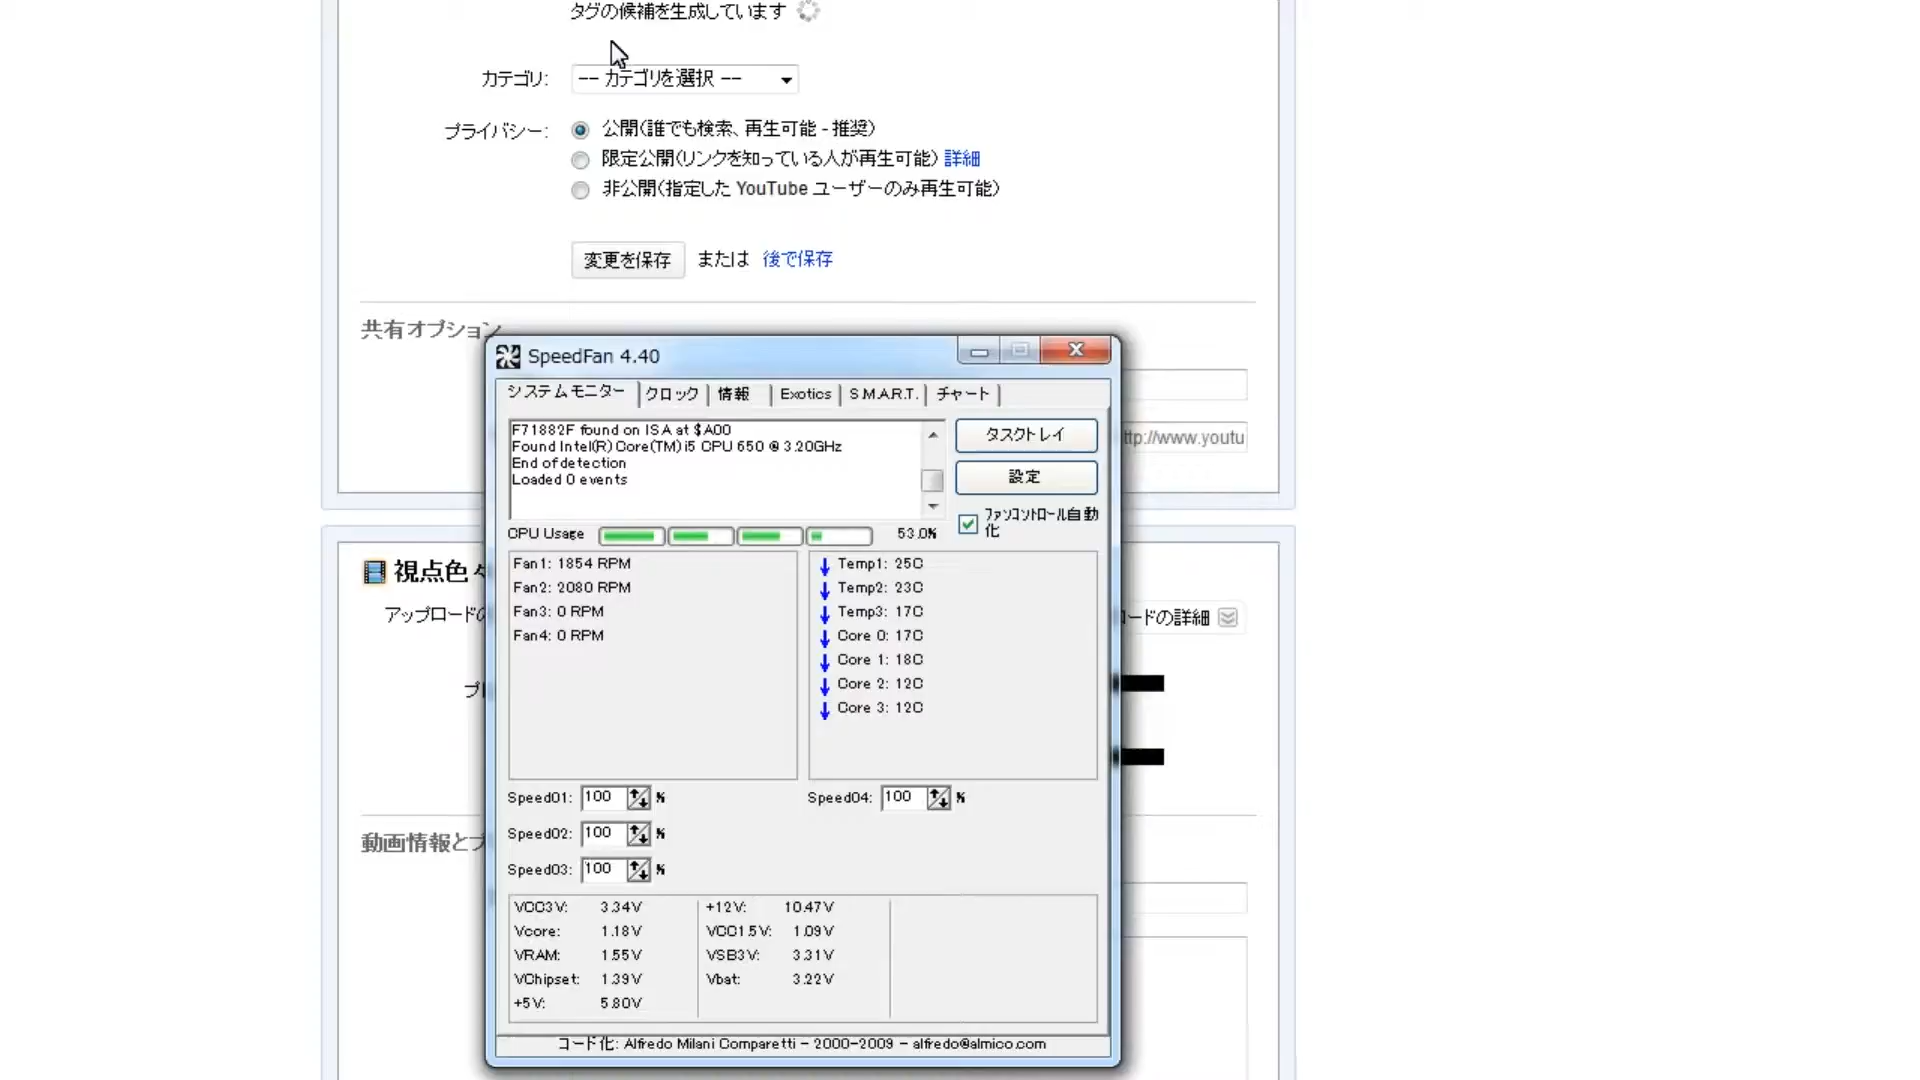 タグの候補を生成しています
カテゴリ: -- カテゴリを選択 --
プライバシー: 公開(誰でも検索、再生可能 - 推奨)
限定公開(リンクを知っている人が再生可能) 詳細
非公開(指定した YouTube ユーザーのみ再生可能)
変更を保存 または 後で保存
共有オプション
SpeedFan 4.40
システムモニター クロック 情報 Exotics S.M.A.R.T. チャート
F71882F found on ISA at $A00
Found Intel(R) Core(TM) i5 CPU 650 @ 3.20GHz
End of detection
Loaded 0 events
タスクトレイ
設定
ファンコントロール自動化
ttp://www.youtu
CPU Usage 53.0%
Fan1: 1854 RPM
Fan2: 2080 RPM
Fan3: 0 RPM
Fan4: 0 RPM
Temp1: 25C
Temp2: 23C
Temp3: 17C
Core 0: 17C
Core 1: 18C
Core 2: 12C
Core 3: 12C
視点色々
アップロードの
ードの詳細
プ
Speed01: 100 %
Speed04: 100 %
Speed02: 100 %
Speed03: 100 %
動画情報とプ
VCC3V: 3.34V
Vcore: 1.18V
VRAM: 1.55V
VChipset: 1.39V
+5V: 5.80V
+12V: 10.47V
VCC1.5V: 1.09V
VSB3V: 3.31V
Vbat: 3.22V
コード化: Alfredo Milani Comparetti - 2000-2009 - alfredo@almico.com